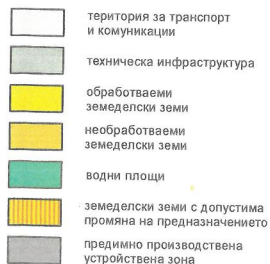 територия за транспорт
и комуникации
техническа инфраструктура
обработваеми
земеделски земи
необработваеми
земеделски земи
водни площи
земеделски земи с допустима
промяна на предназначението
предимно производствена
устройствена зона